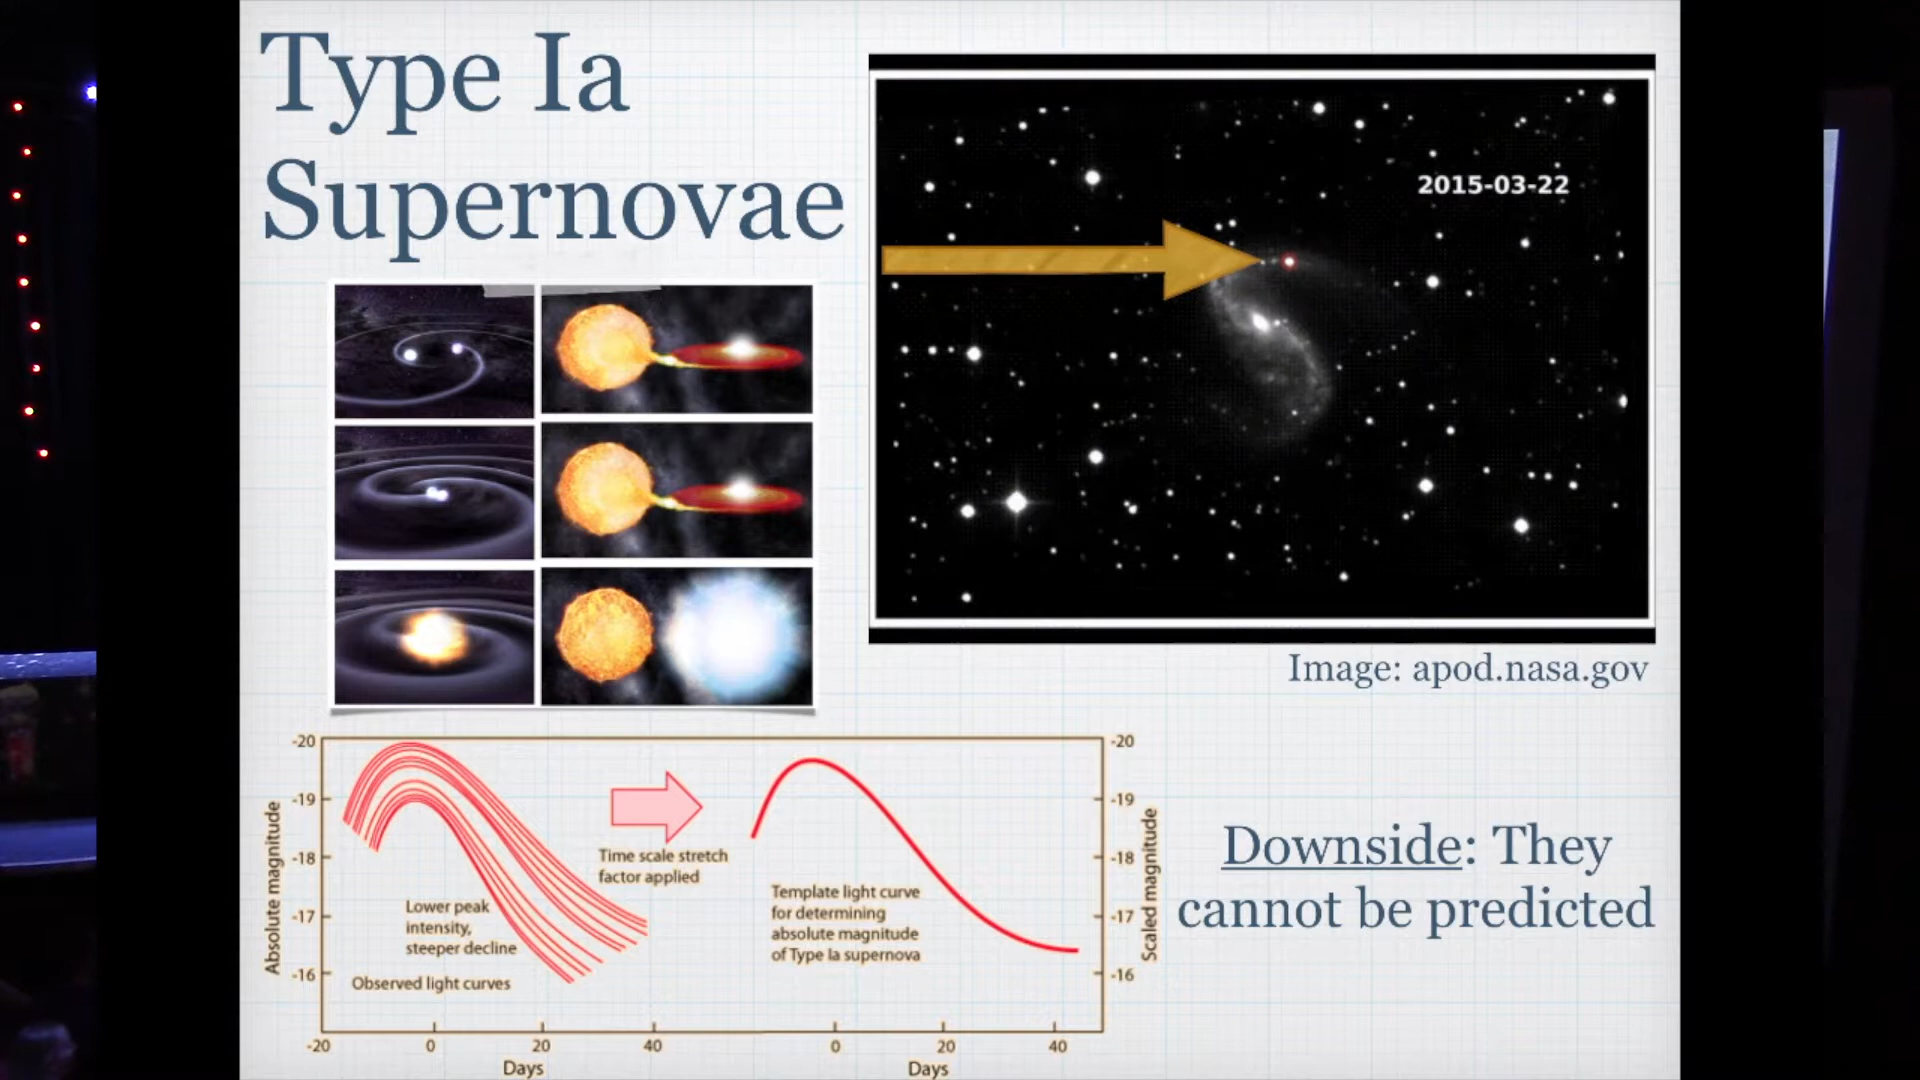 Type Ia
Supernovae
2015-03-22
Image: apod.nasa.gov
-20
-19
-18
-17
-16
Absolute magnitude
Lower peak
intensity,
steeper decline
Observed light curves
Time scale stretch
factor applied
Template light curve
for determining
absolute magnitude
of Type Ia supernova
-20
-19
-18
-17
-16
Scaled magnitude
-20
0
20
40
0
20
40
Days
Days
Downside: They
cannot be predicted